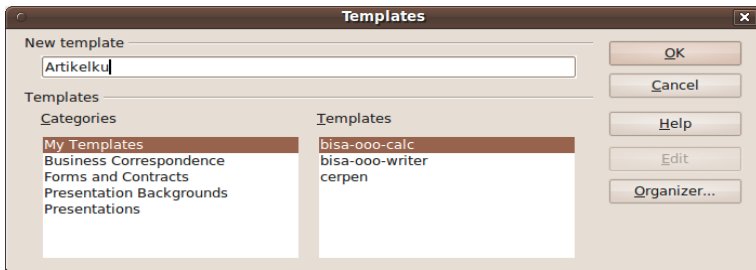 Templates
New template
Artikelku
Templates
Categories
Templates
My Templates
Business Correspondence
Forms and Contracts
Presentation Backgrounds
Presentations
bisa-ooo-calc
bisa-ooo-writer
cerpen
OK
Cancel
Help
Edit
Organizer...